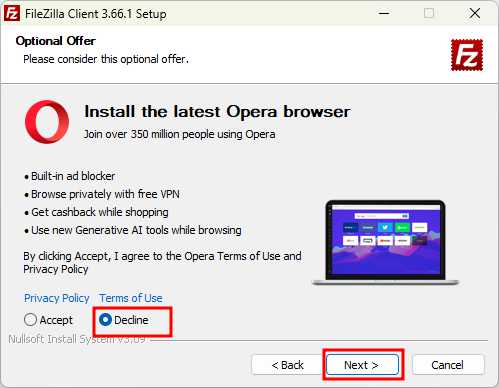 FileZilla Client 3.66.1 Setup
Optional Offer
Please consider this optional offer.
Install the latest Opera browser
Join over 350 million people using Opera
• Built-in ad blocker
• Browse privately with free VPN
• Get cashback while shopping
• Use new Generative AI tools while browsing
By clicking Accept, I agree to the Opera Terms of Use and
Privacy Policy
Privacy Policy Terms of Use
Accept Decline
Nullsoft Install System v3.09
< Back Next > Cancel